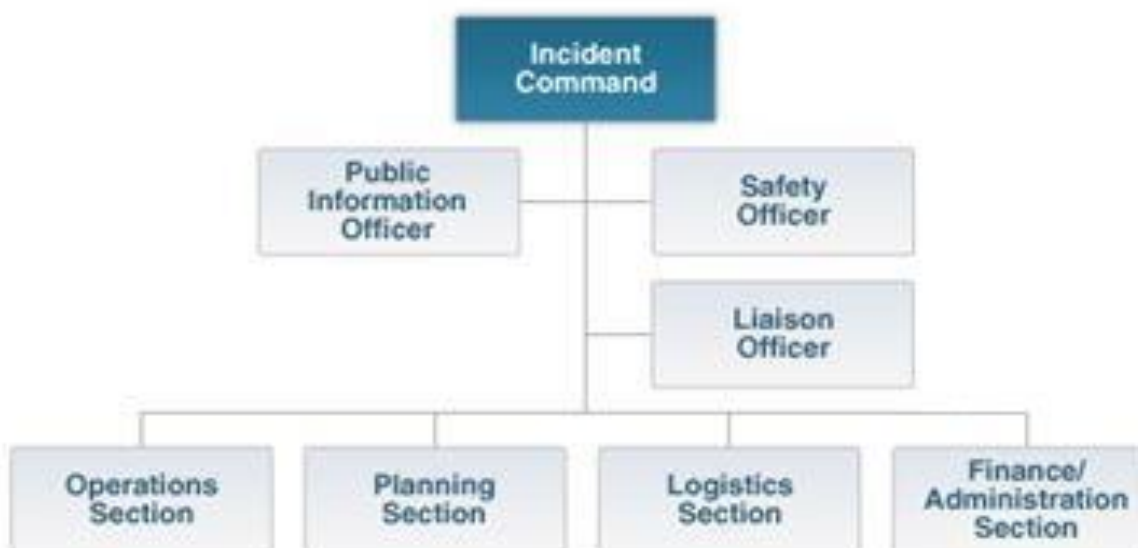 Incident
Command
Public
Information
Officer
Safety
Officer
Liaison
Officer
Operations
Section
Planning
Section
Logistics
Section
Finance/
Administration
Section